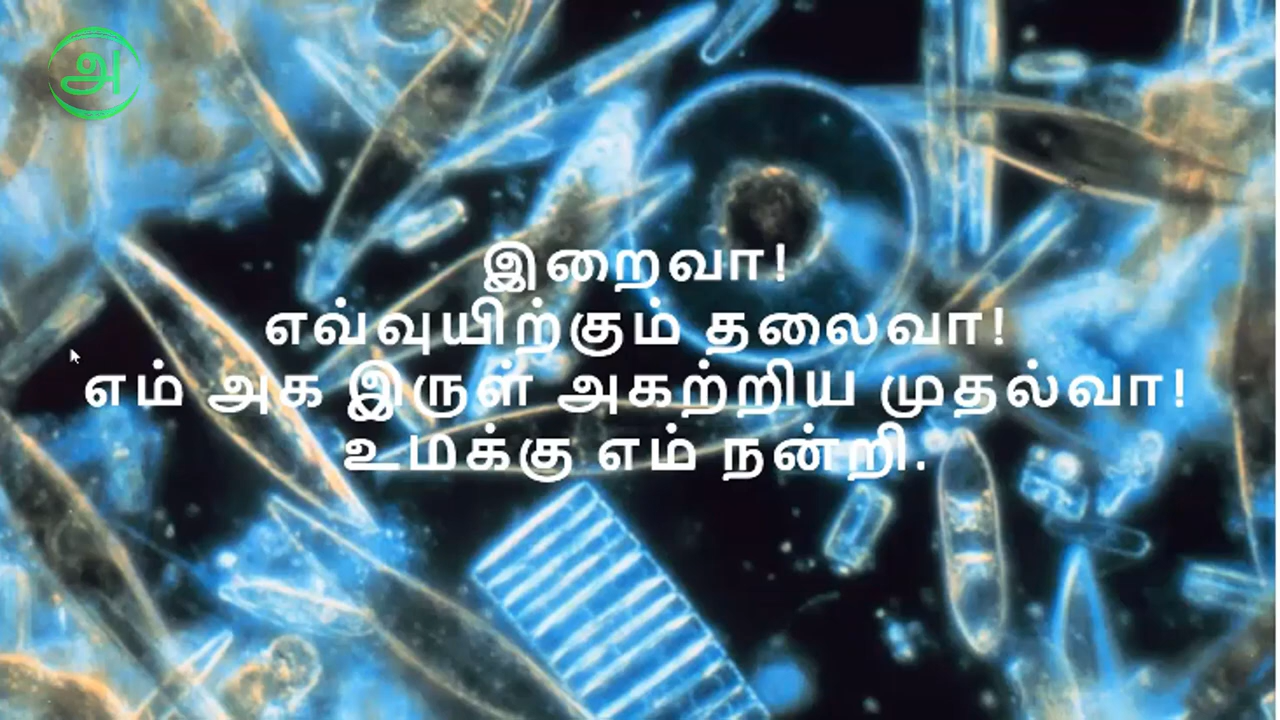 அ
இறைவா!
எவ்வுயிற்கும் தலைவா!
எம் அக இருள் அகற்றிய முதல்வா!
உமக்கு எம் நன்றி.